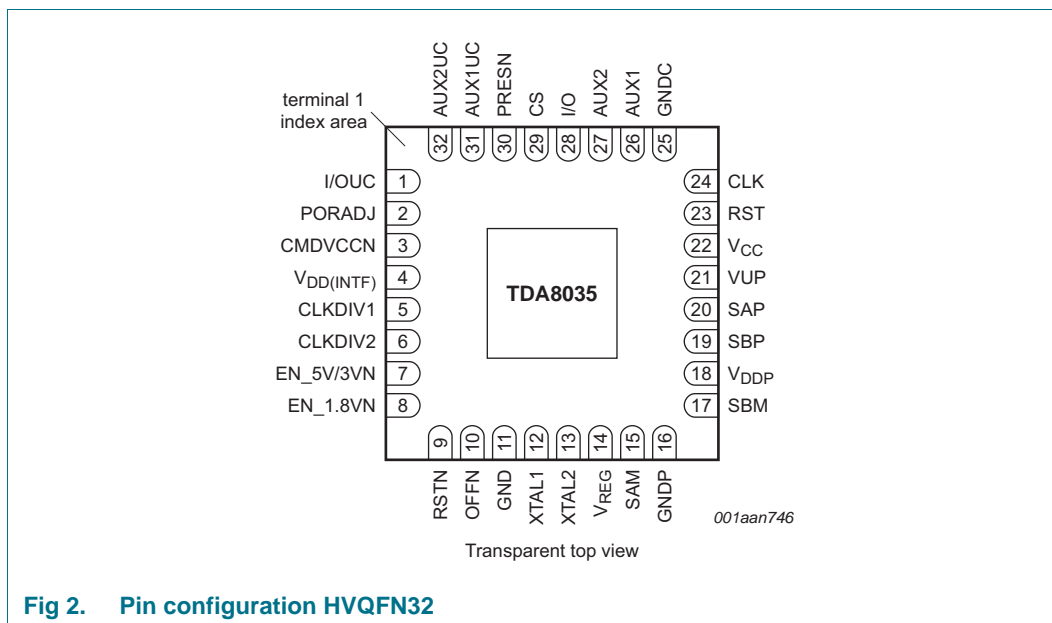 AUX2UC AUX1UC PRESN CS I/O AUX2 AUX1 GNDC
terminal 1
index area
32 31 30 29 28 27 26 25
I/OUC 1 24 CLK
PORADJ 2 23 RST
CMDVCCN 3 22 VCC
VDD(INTF) 4 21 VUP
CLKDIV1 5 20 SAP
CLKDIV2 6 19 SBP
EN_5V/3VN 7 18 VDDP
EN_1.8VN 8 17 SBM
TDA8035
9 10 11 12 13 14 15 16
RSTN OFFN GND XTAL1 XTAL2 VREG SAM GNDP
001aan746
Transparent top view
Fig 2. Pin configuration HVQFN32